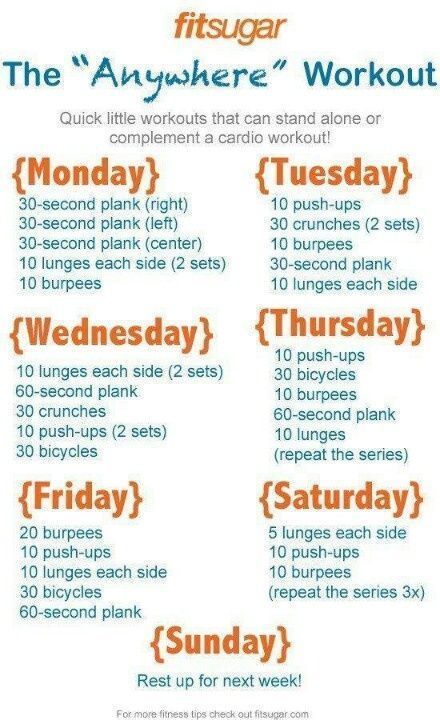 fitsugar
The "Anywhere" Workout
Quick little workouts that can stand alone or
complement a cardio workout!
{Monday}
30-second plank (right)
30-second plank (left)
30-second plank (center)
10 lunges each side (2 sets)
10 burpees
{Tuesday}
10 push-ups
30 crunches (2 sets)
10 burpees
30-second plank
10 lunges each side
{Wednesday}
10 lunges each side (2 sets)
60-second plank
30 crunches
10 push-ups (2 sets)
30 bicycles
{Thursday}
10 push-ups
30 bicycles
10 burpees
60-second plank
10 lunges
(repeat the series)
{Friday}
20 burpees
10 push-ups
10 lunges each side
30 bicycles
60-second plank
{Saturday}
5 lunges each side
10 push-ups
10 burpees
(repeat the series 3x)
{Sunday}
Rest up for next week!
For more fitness tips check out fitsugar.com